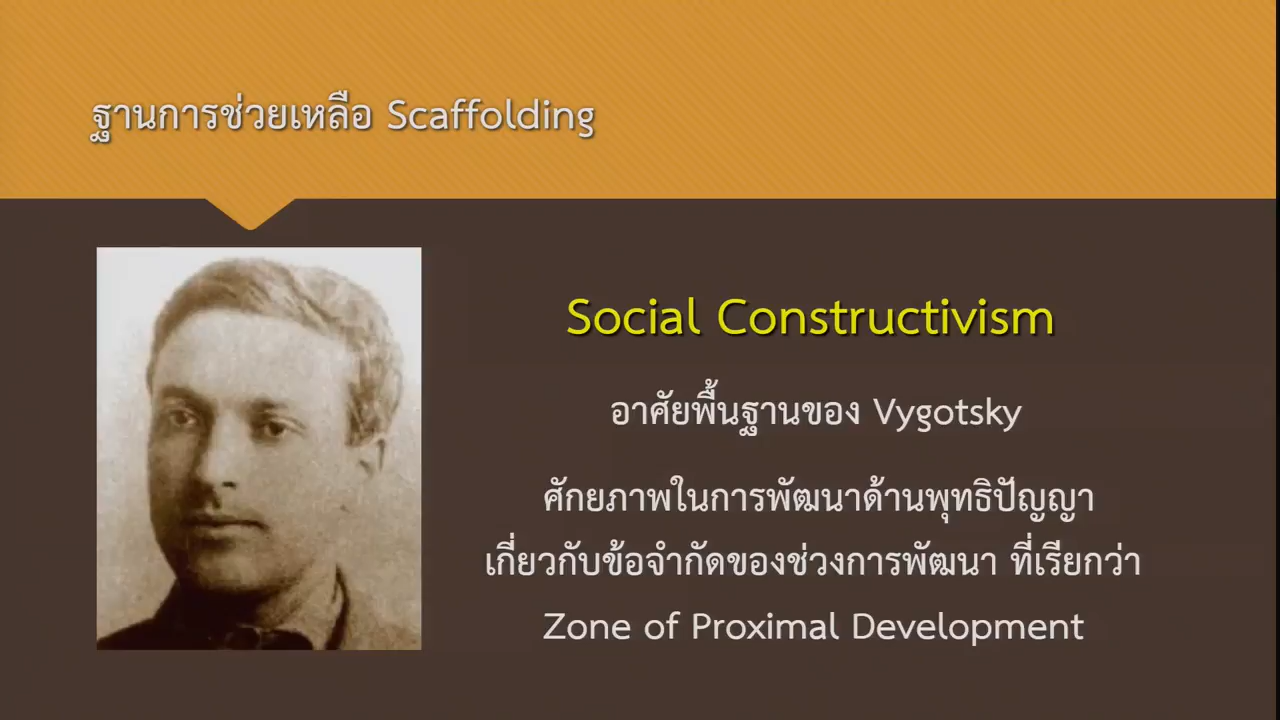 ฐานการช่วยเหลือ Scaffolding
Social Constructivism
อาศัยพื้นฐานของ Vygotsky
ศักยภาพในการพัฒนาด้านพุทธิปัญญา
เกี่ยวกับข้อจำกัดของช่วงการพัฒนา ที่เรียกว่า
Zone of Proximal Development